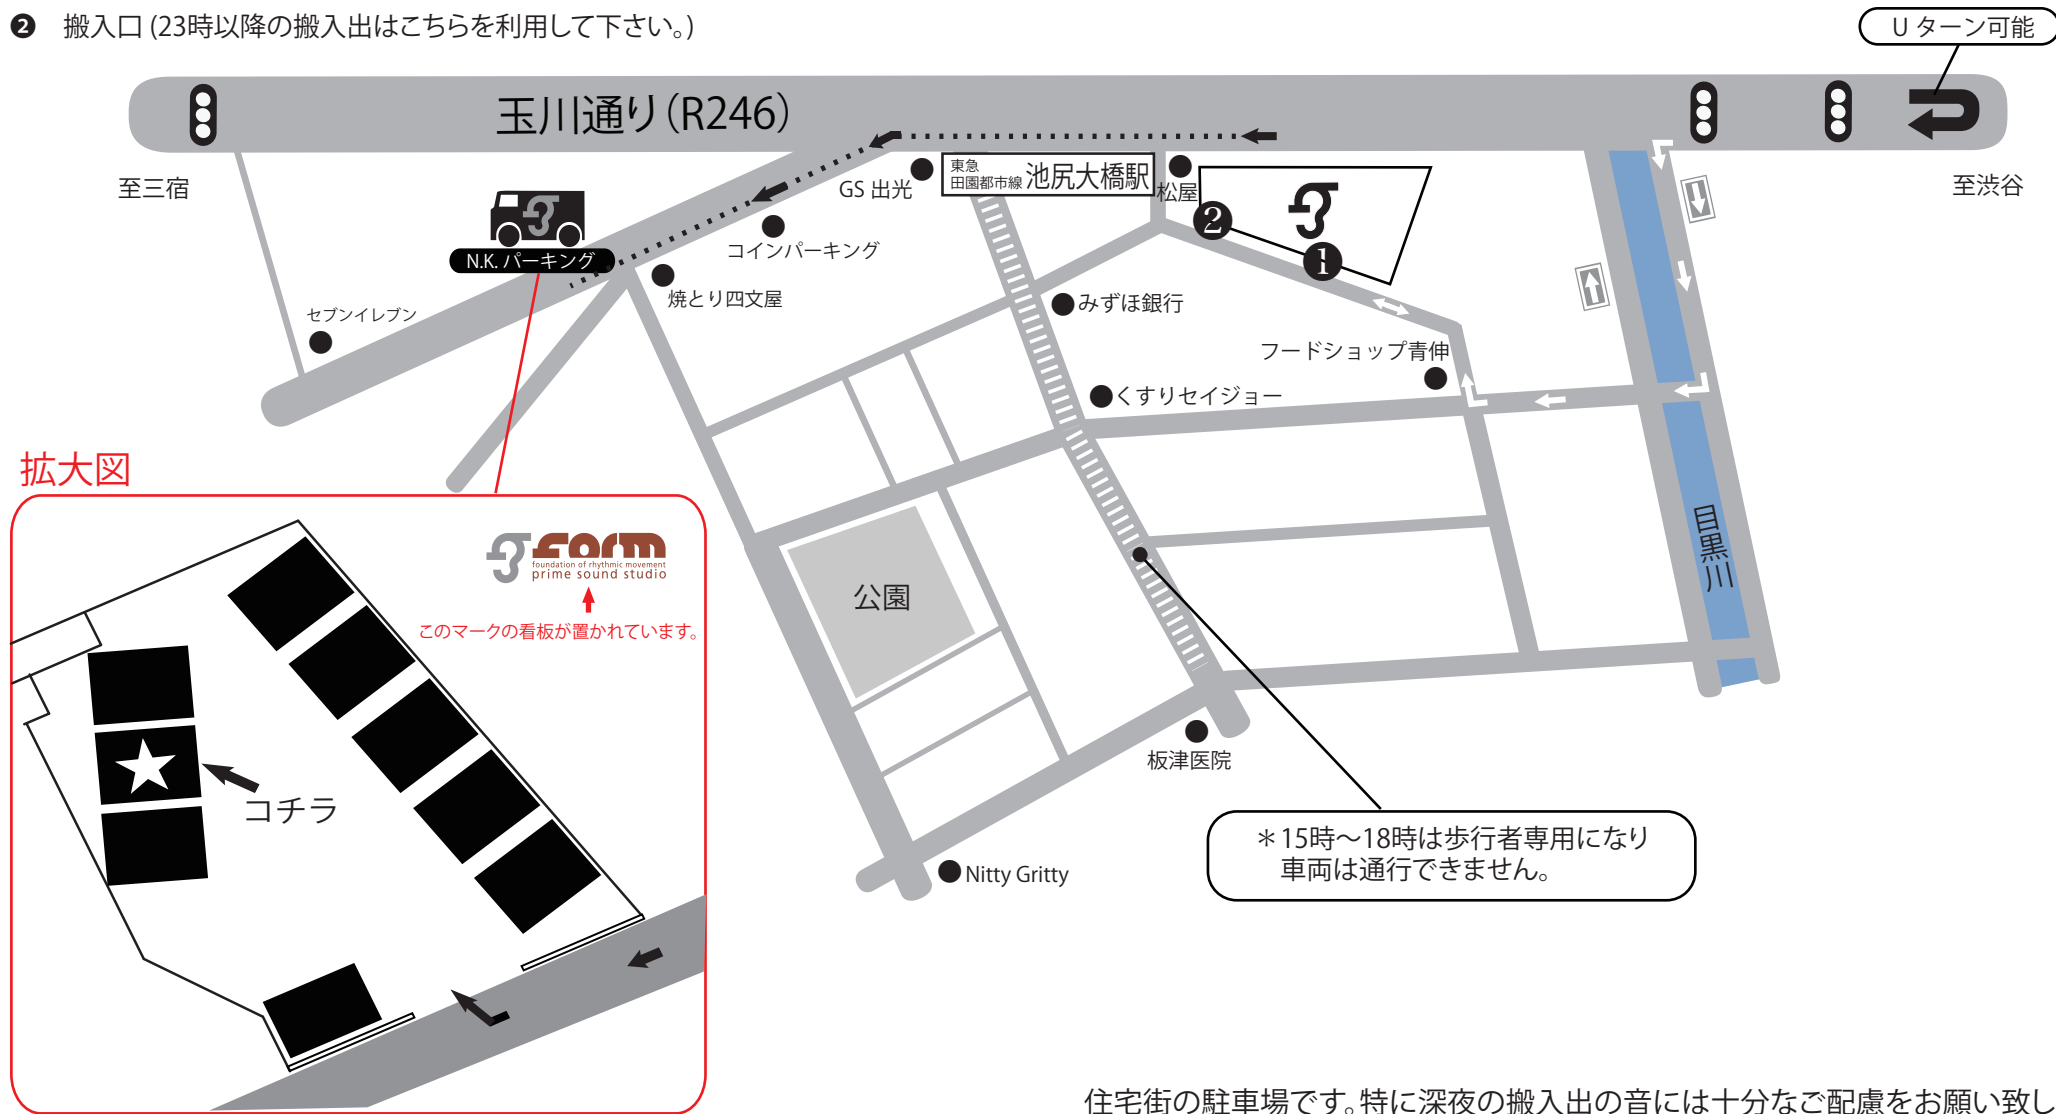 ❷ 搬入口 (23時以降の搬入出はこちらを利用して下さい。)
U ターン可能
玉川通り(R246)
至三宿
GS 出光
東急
田園都市線 池尻大橋駅
松屋
至渋谷
N.K. パーキング
コインパーキング
焼とり四文屋
セブンイレブン
❷
❶
みずほ銀行
フードショップ青伸
くすりセイジョー
目黒川
公園
拡大図
form
foundation of rhythmic movement
prime sound studio
このマークの看板が置かれています。
コチラ
板津医院
Nitty Gritty
＊15時～18時は歩行者専用になり
車両は通行できません。
住宅街の駐車場です。特に深夜の搬入出の音には十分なご配慮をお願い致し